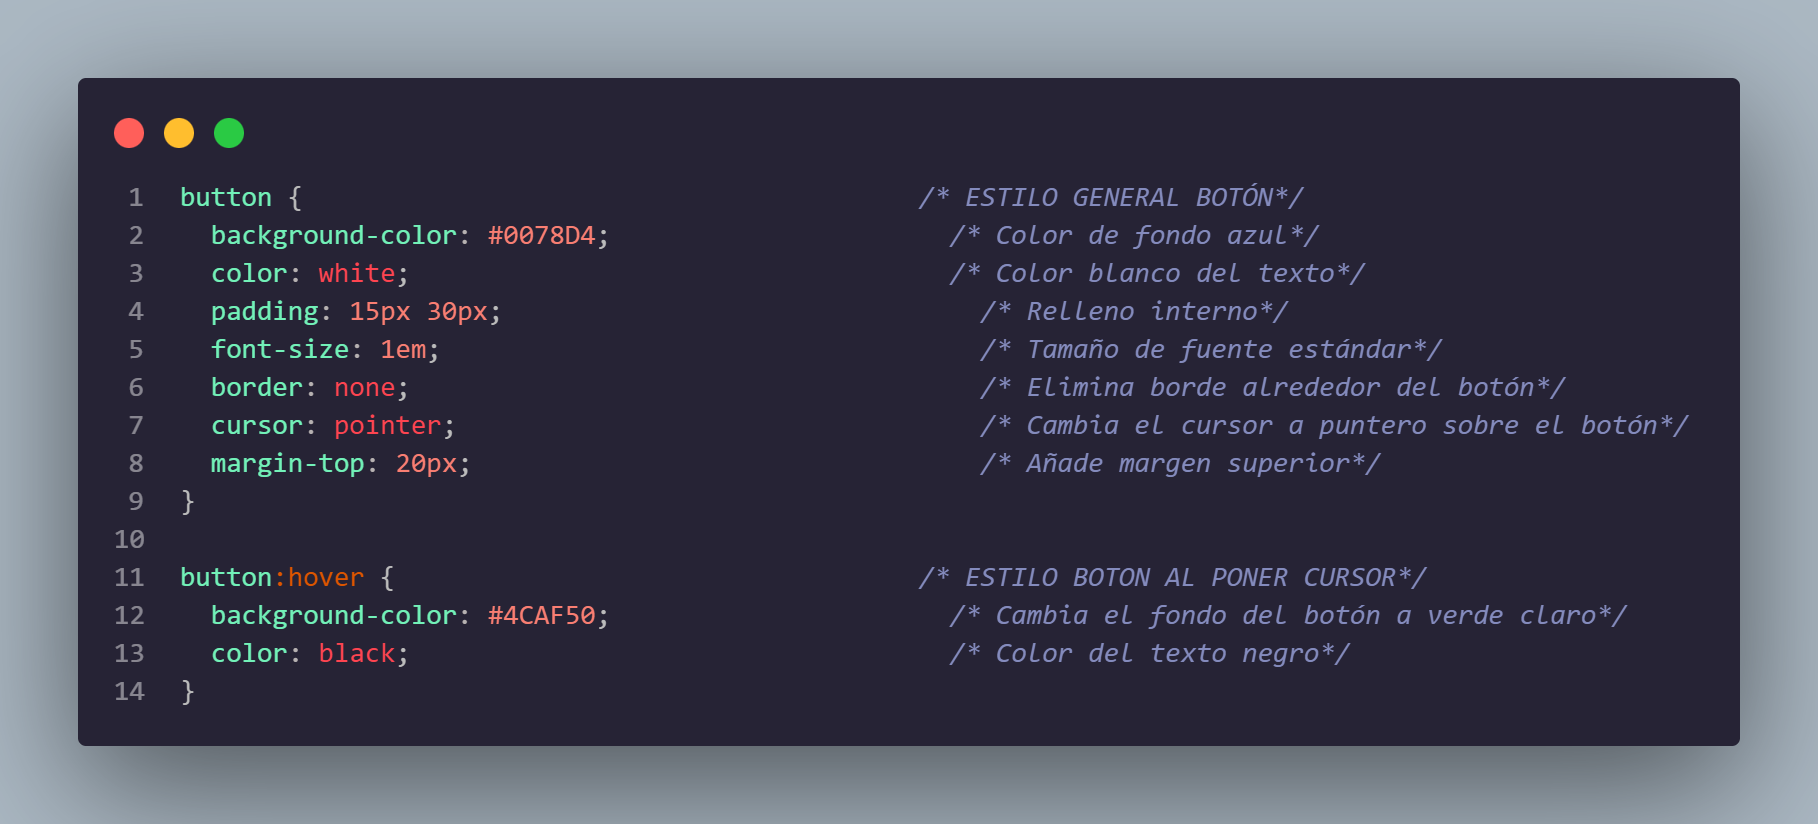 1 button { /* ESTILO GENERAL BOTÓN*/
2 background-color: #0078D4; /* Color de fondo azul*/
3 color: white; /* Color blanco del texto*/
4 padding: 15px 30px; /* Relleno interno*/
5 font-size: 1em; /* Tamaño de fuente estándar*/
6 border: none; /* Elimina borde alrededor del botón*/
7 cursor: pointer; /* Cambia el cursor a puntero sobre el botón*/
8 margin-top: 20px; /* Añade margen superior*/
9 }
10
11 button:hover { /* ESTILO BOTON AL PONER CURSOR*/
12 background-color: #4CAF50; /* Cambia el fondo del botón a verde claro*/
13 color: black; /* Color del texto negro*/
14 }